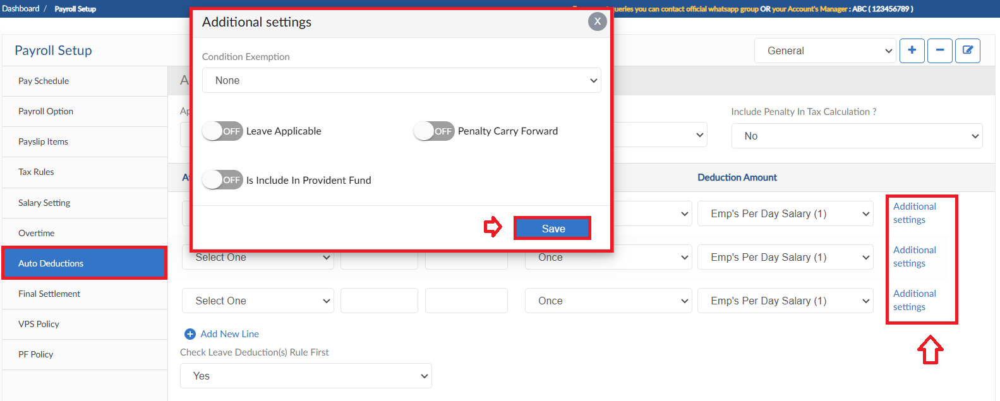 Dashboard / Payroll Setup
queries you can contact official whatsapp group OR your Account's Manager : ABC ( 123456789 )
Additional settings
X
Payroll Setup
General
Condition Exemption
None
Pay Schedule
Payroll Option
Include Penalty In Tax Calculation ?
OFF Leave Applicable
OFF Penalty Carry Forward
No
Payslip Items
Tax Rules
OFF Is Include In Provident Fund
Deduction Amount
Salary Setting
Emp's Per Day Salary (1)
Additional
settings
Save
Overtime
Auto Deductions
Select One
Once
Emp's Per Day Salary (1)
Additional
settings
Final Settlement
Select One
Once
Emp's Per Day Salary (1)
Additional
settings
VPS Policy
Add New Line
PF Policy
Check Leave Deduction(s) Rule First
Yes